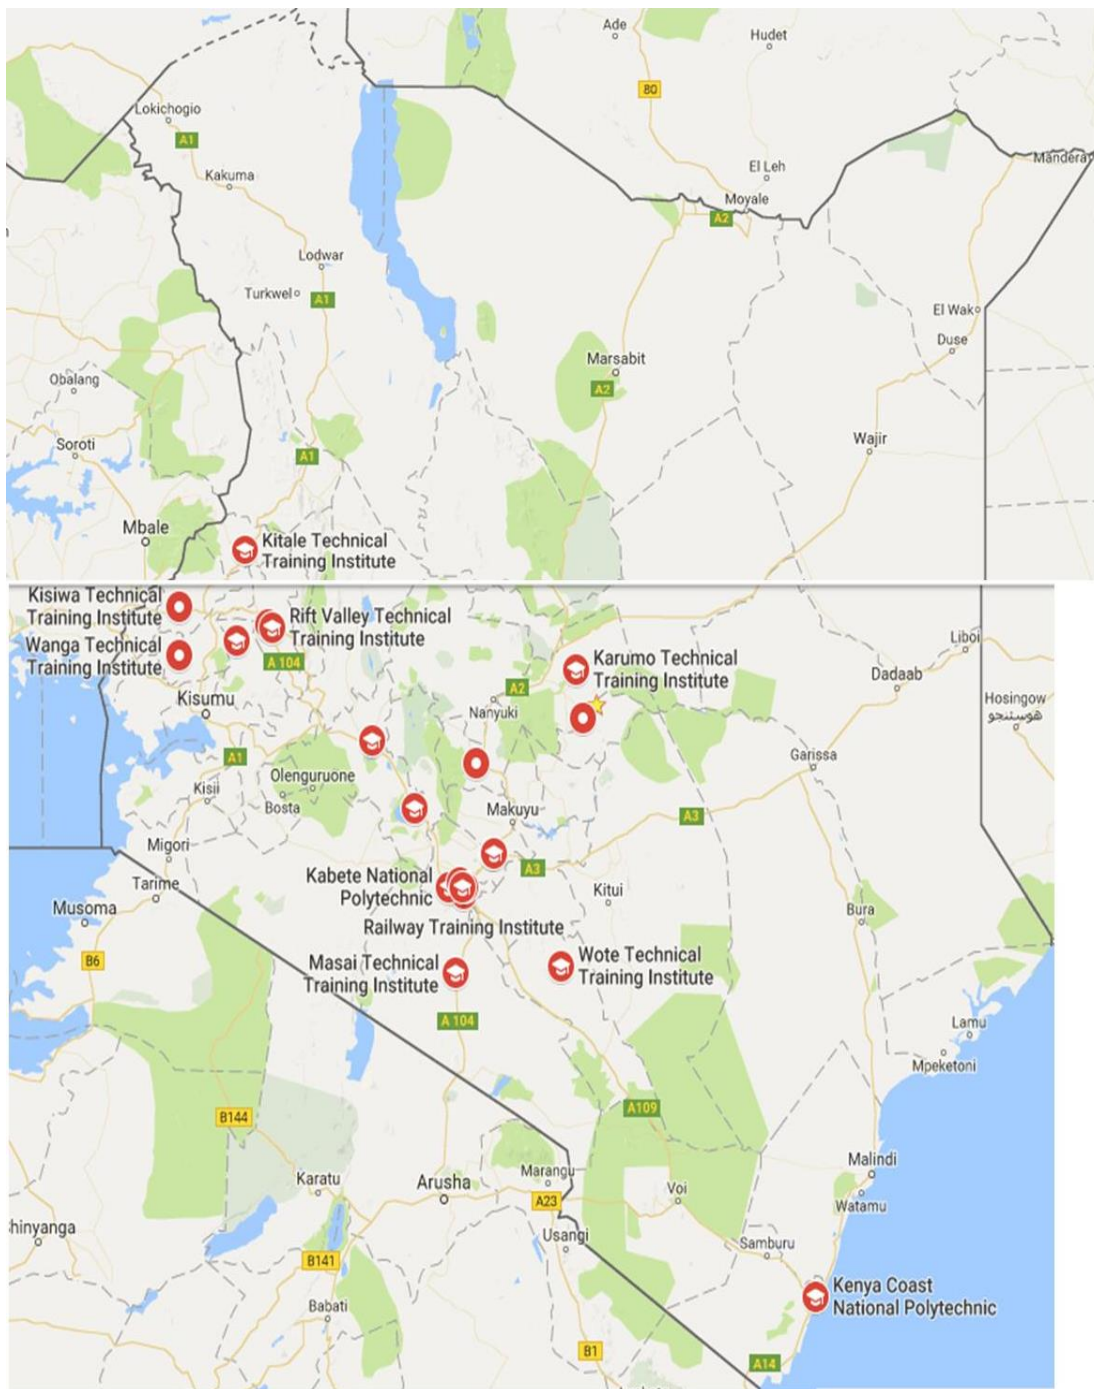 Ade
Hudet
80
Lokichogio
A1
El Leh
Mandera
Kakuma
Moyale
A2
Lodwar
Turkwel
A1
El Wak
Duse
Marsabit
A2
Obalang
Soroti
A1
Wajir
Mbale
Kitale Technical
Training Institute
Kisiwa Technical
Training Institute
Rift Valley Technical
Training Institute
Wanga Technical
Training Institute
A 104
Karumo Technical
Training Institute
Liboi
Dadaab
Kisumu
A2
Nanyuki
Hosingow
هوستنجو
A1
Garissa
Olenguruone
Kisii
Bosta
Makuyu
A3
Migori
A3
Tarime
Kabete National
Polytechnic
Kitui
Musoma
Bura
Railway Training Institute
B6
Masai Technical
Training Institute
Wote Technical
Training Institute
A 104
Lamu
Mpeketoni
B144
A109
Malindi
Karatu
Arusha
Marangu
Voi
A23
Watamu
hinyanga
Usangi
Samburu
B141
Kenya Coast
National Polytechnic
Babati
B1
A14